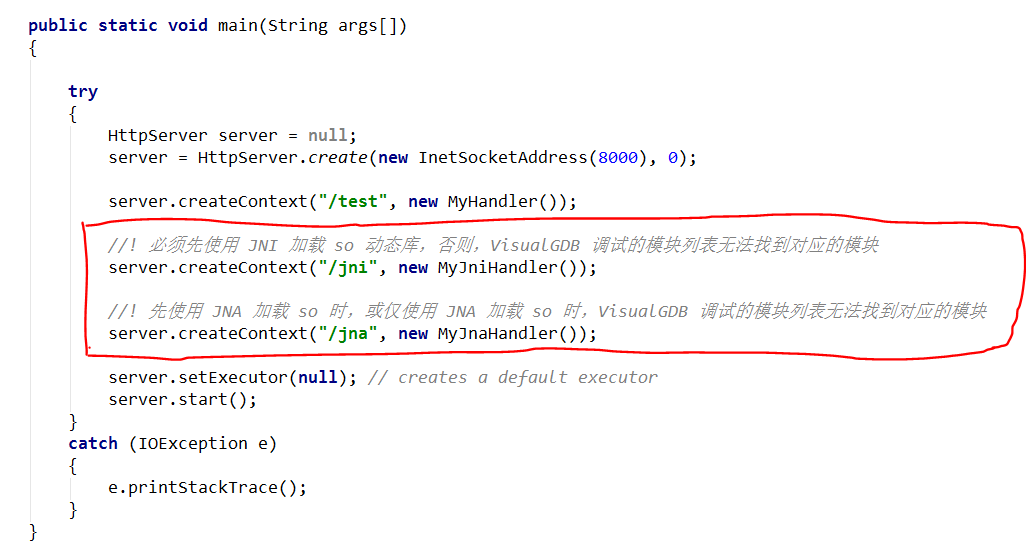 public static void main(String args[])
{
try
{
HttpServer server = null;
server = HttpServer.create(new InetSocketAddress(8000), 0);
server.createContext("/test", new MyHandler());
//! 必须先使用 JNI 加载 so 动态库，否则，VisualGDB 调试的模块列表无法找到对应的模块
server.createContext("/jni", new MyJniHandler());
//! 先使用 JNA 加载 so 时，或仅使用 JNA 加载 so 时，VisualGDB 调试的模块列表无法找到对应的模块
server.createContext("/jna", new MyJnaHandler());
server.setExecutor(null); // creates a default executor
server.start();
}
catch (IOException e)
{
e.printStackTrace();
}
}